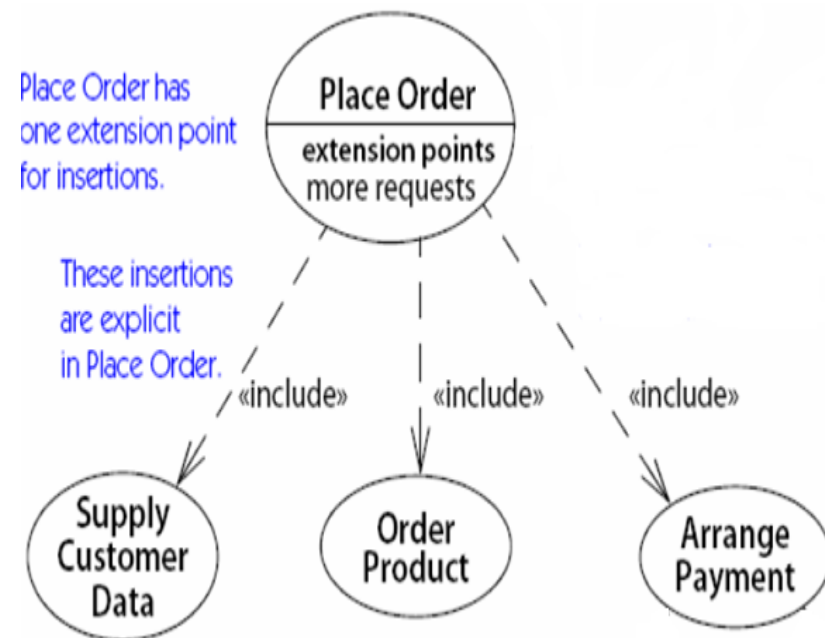 Place Order has
one extension point
for insertions.
Place Order
extension points
more requests
These insertions
are explicit
in Place Order.
«include»
«include»
«include»
Supply
Customer
Data
Order
Product
Arrange
Payment